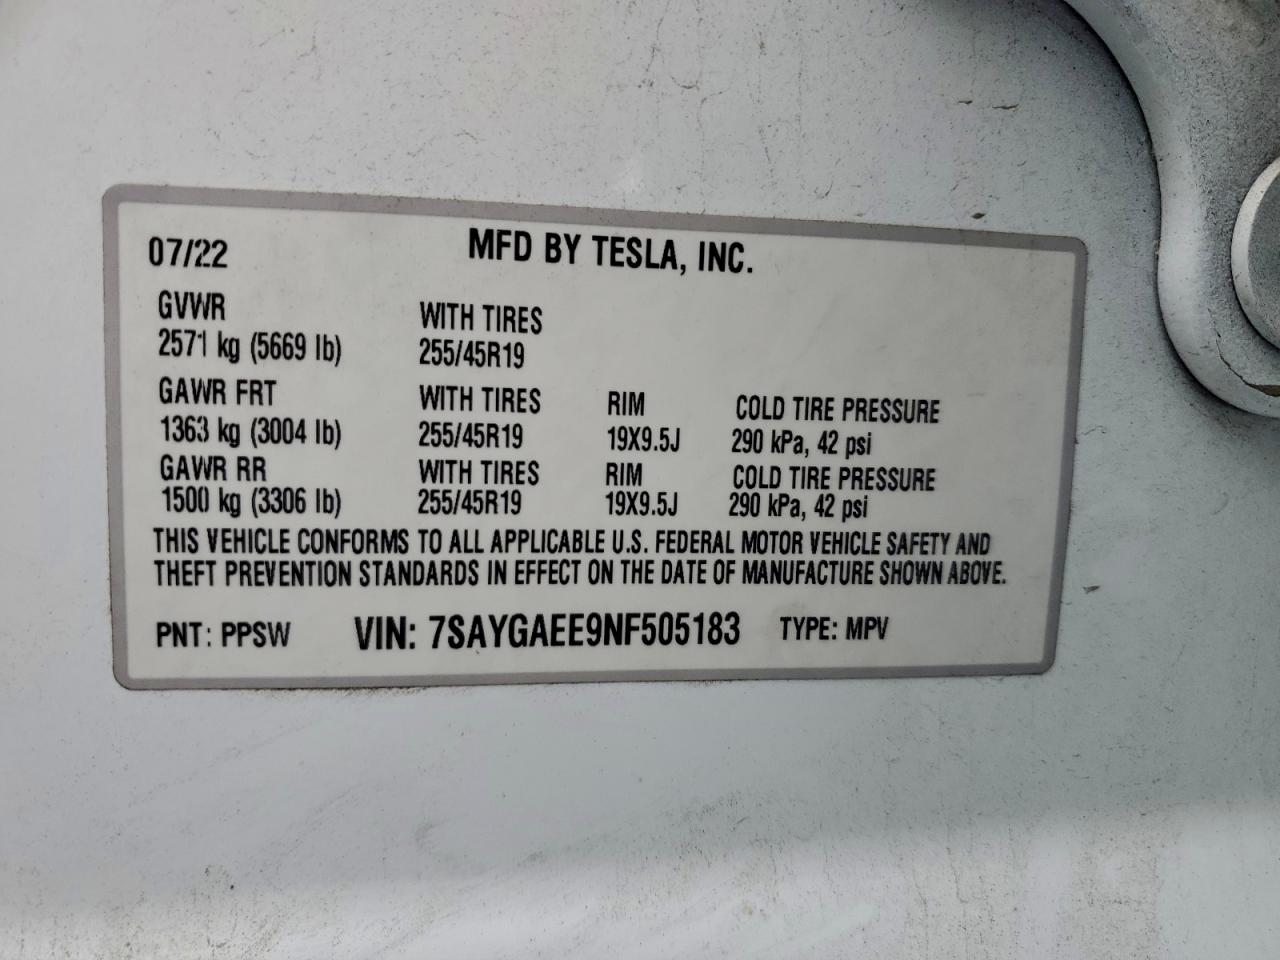 07/22 MFD BY TESLA, INC.
GVWR WITH TIRES
2571 kg (5669 lb) 255/45R19
GAWR FRT WITH TIRES RIM COLD TIRE PRESSURE
1363 kg (3004 lb) 255/45R19 19X9.5J 290 kPa, 42 psi
GAWR RR WITH TIRES RIM COLD TIRE PRESSURE
1500 kg (3306 lb) 255/45R19 19X9.5J 290 kPa, 42 psi
THIS VEHICLE CONFORMS TO ALL APPLICABLE U.S. FEDERAL MOTOR VEHICLE SAFETY AND
THEFT PREVENTION STANDARDS IN EFFECT ON THE DATE OF MANUFACTURE SHOWN ABOVE.
PNT: PPSW VIN: 7SAYGAEE9NF505183 TYPE: MPV